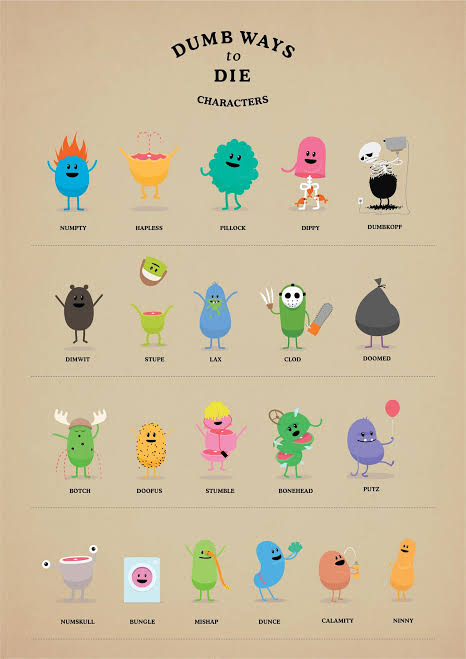 DUMB WAYS
to
DIE
CHARACTERS
NUMPTY HAPLESS PILLOCK DIPPY DUMBKOPF
DIMWIT STUPE LAX CLOD DOOMED
BOTCH DOOFUS STUMBLE BONEHEAD PUTZ
NUMSKULL BUNGLE MISHAP DUNCE CALAMITY NINNY